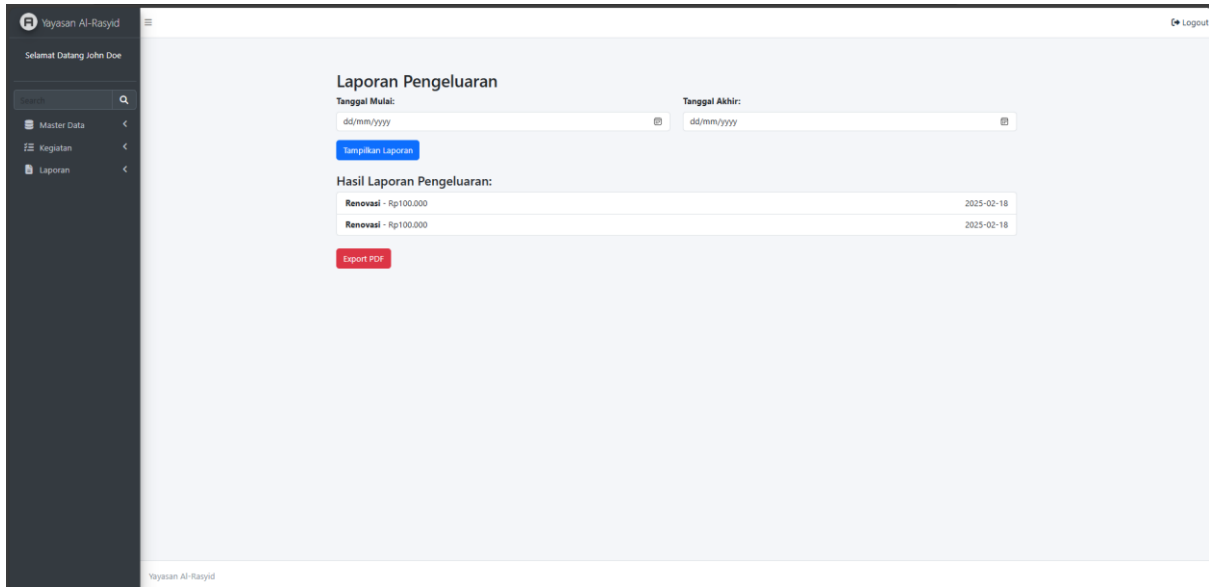 Yayasan Al-Rasyid
Logout
Selamat Datang John Doe
Search
Master Data
Kegiatan
Laporan
Laporan Pengeluaran
Tanggal Mulai: Tanggal Akhir:
dd/mm/yyyy dd/mm/yyyy
Tampilkan Laporan
Hasil Laporan Pengeluaran:
Renovasi - Rp100.000 2025-02-18
Renovasi - Rp100.000 2025-02-18
Export PDF
Yayasan Al-Rasyid